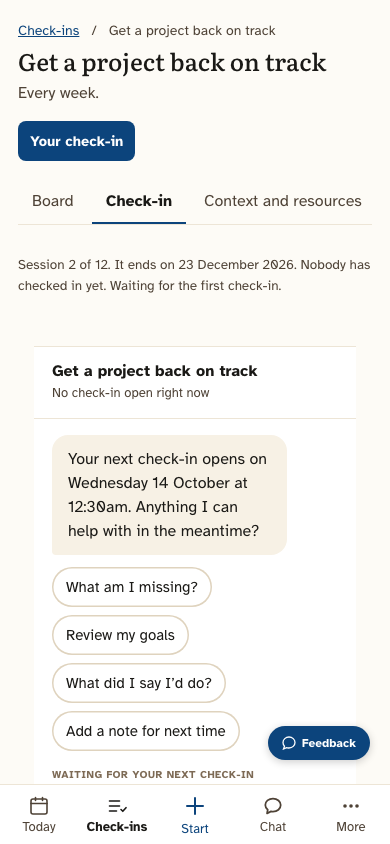 Check-ins / Get a project back on track
Get a project back on track
Every week.
Your check-in
Board Check-in Context and resources
Session 2 of 12. It ends on 23 December 2026. Nobody has
checked in yet. Waiting for the first check-in.
Get a project back on track
No check-in open right now
Your next check-in opens on
Wednesday 14 October at
12:30am. Anything I can
help with in the meantime?
What am I missing?
Review my goals
What did I say I’d do?
Add a note for next time
Feedback
WAITING FOR YOUR NEXT CHECK-IN
Today Check-ins Start Chat More